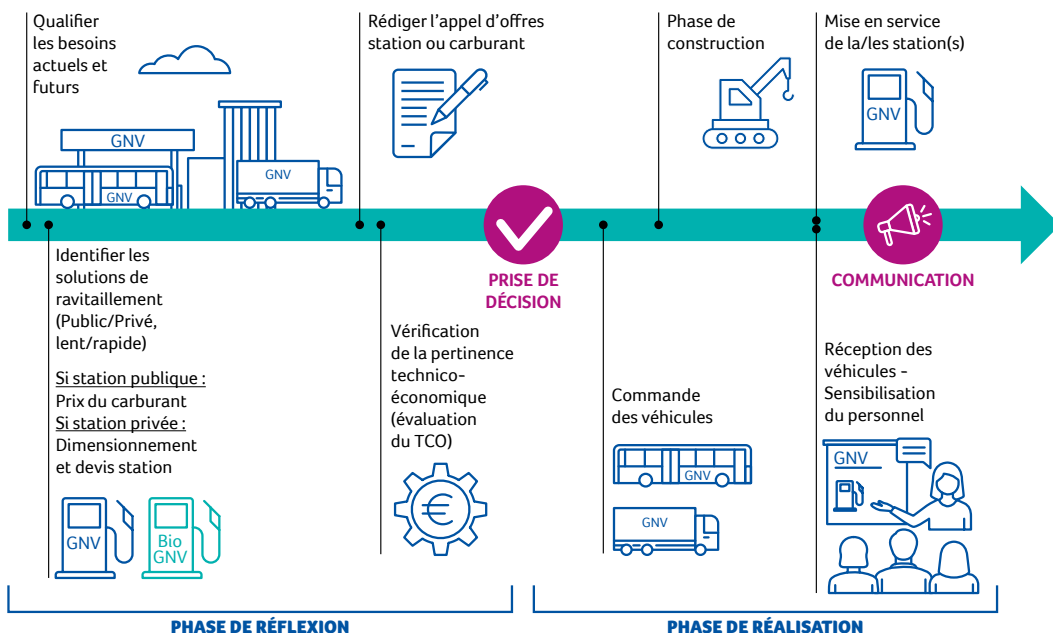 Qualifier
les besoins
actuels et
futurs
GNV
GNV
GNV
Rédiger l'appel d'offres
station ou carburant
Phase de
construction
Mise en service
de la/les station(s)
GNV
Identifier les
solutions de
ravitaillement
(Public/Privé,
lent/rapide)
Si station publique :
Prix du carburant
Si station privée :
Dimensionnement
et devis station
GNV
Bio
GNV
Vérification
de la pertinence
technico-
économique
(évaluation
du TCO)
PRISE DE
DÉCISION
Commande
des véhicules
GNV
GNV
COMMUNICATION
Réception des
véhicules -
Sensibilisation
du personnel
GNV
PHASE DE RÉFLEXION
PHASE DE RÉALISATION